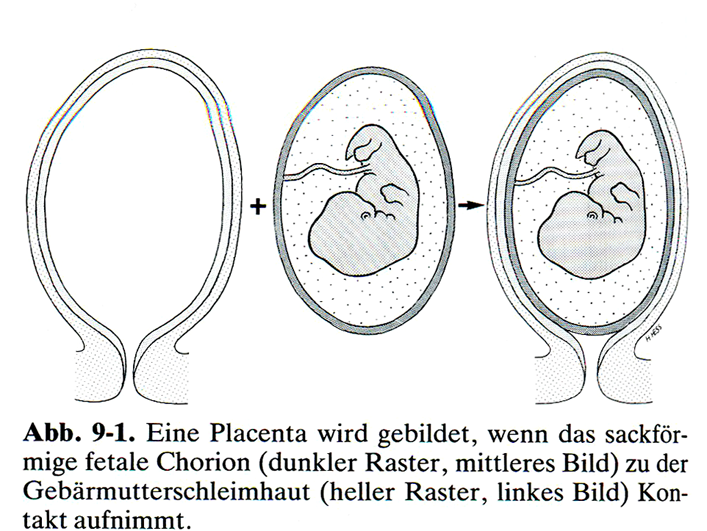 +
H. HESS
Abb. 9-1. Eine Placenta wird gebildet, wenn das sackför-
mige fetale Chorion (dunkler Raster, mittleres Bild) zu der
Gebärmutterschleimhaut (heller Raster, linkes Bild) Kon-
takt aufnimmt.